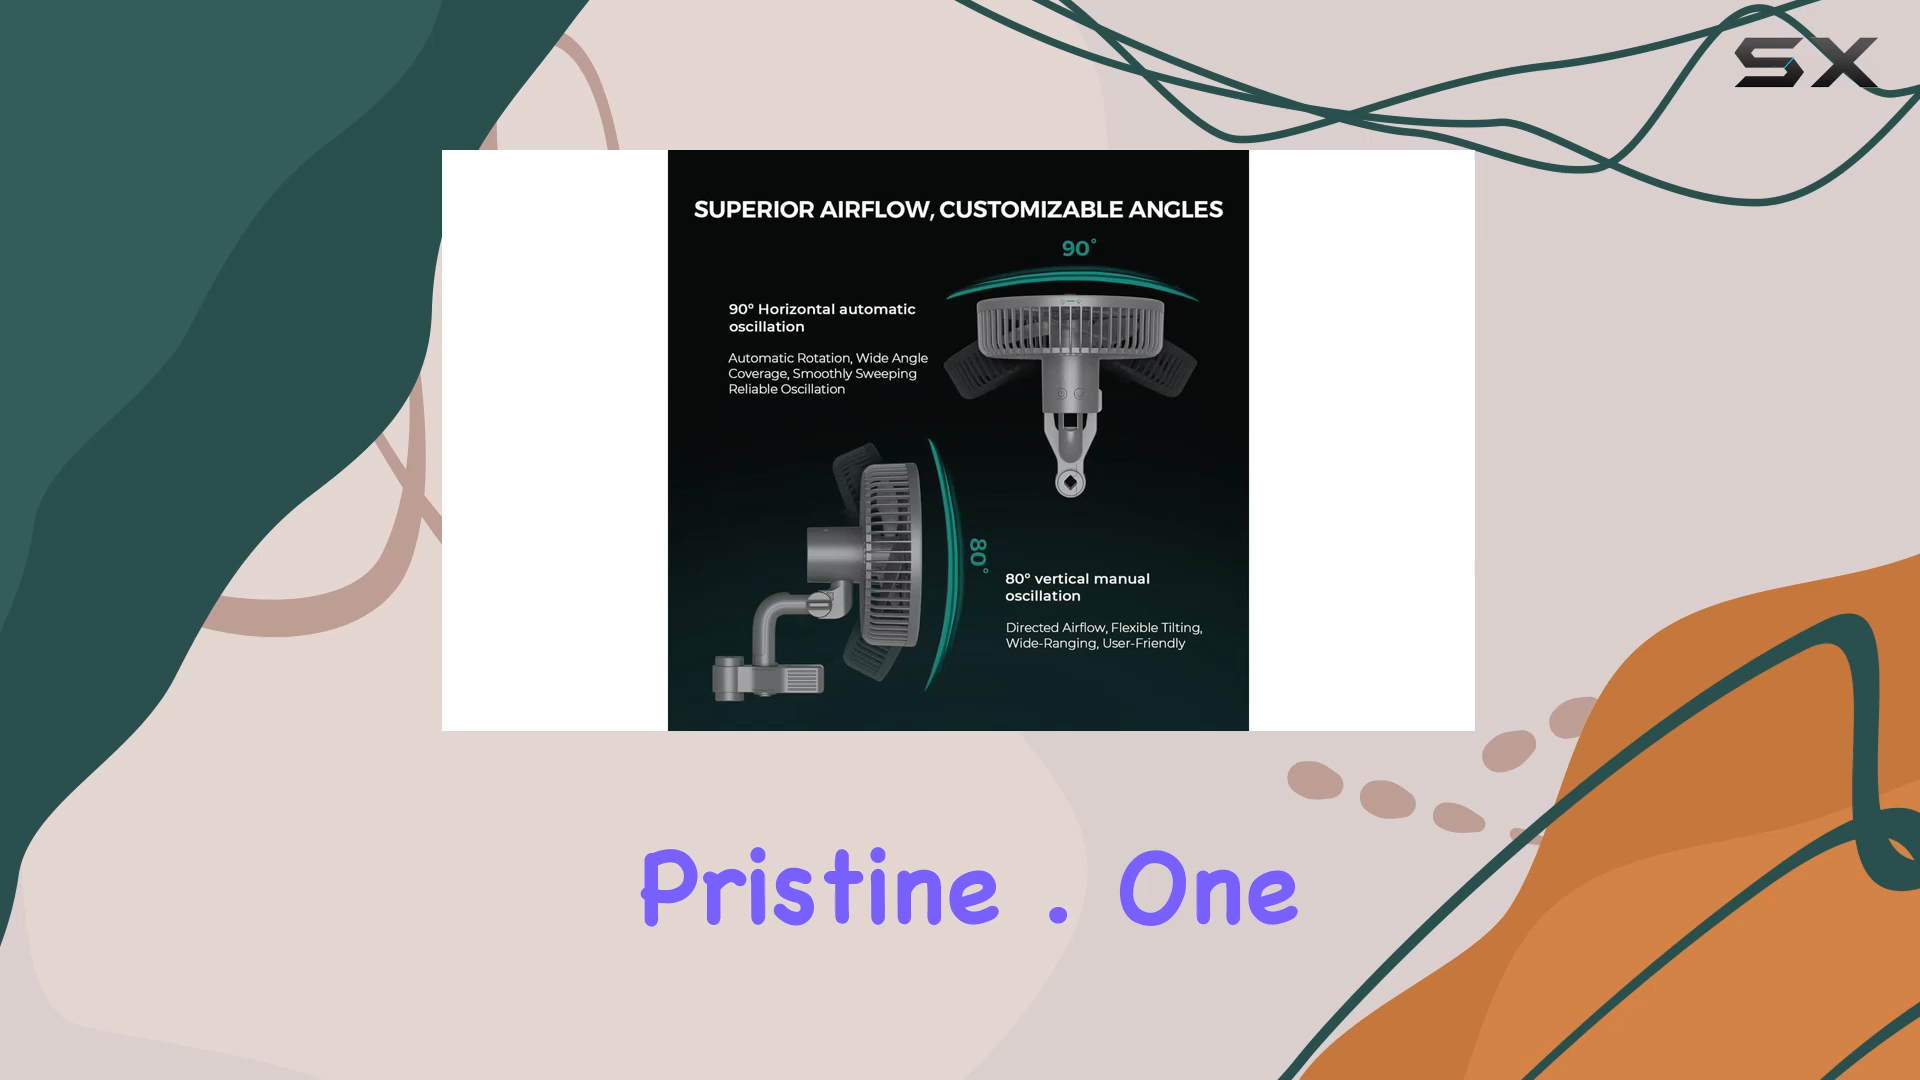 SX
SUPERIOR AIRFLOW, CUSTOMIZABLE ANGLES
90°
90° Horizontal automatic
oscillation
Automatic Rotation, Wide Angle
Coverage, Smoothly Sweeping
Reliable Oscillation
80°
80° vertical manual
oscillation
Directed Airflow, Flexible Tilting,
Wide-Ranging, User-Friendly
Pristine . One